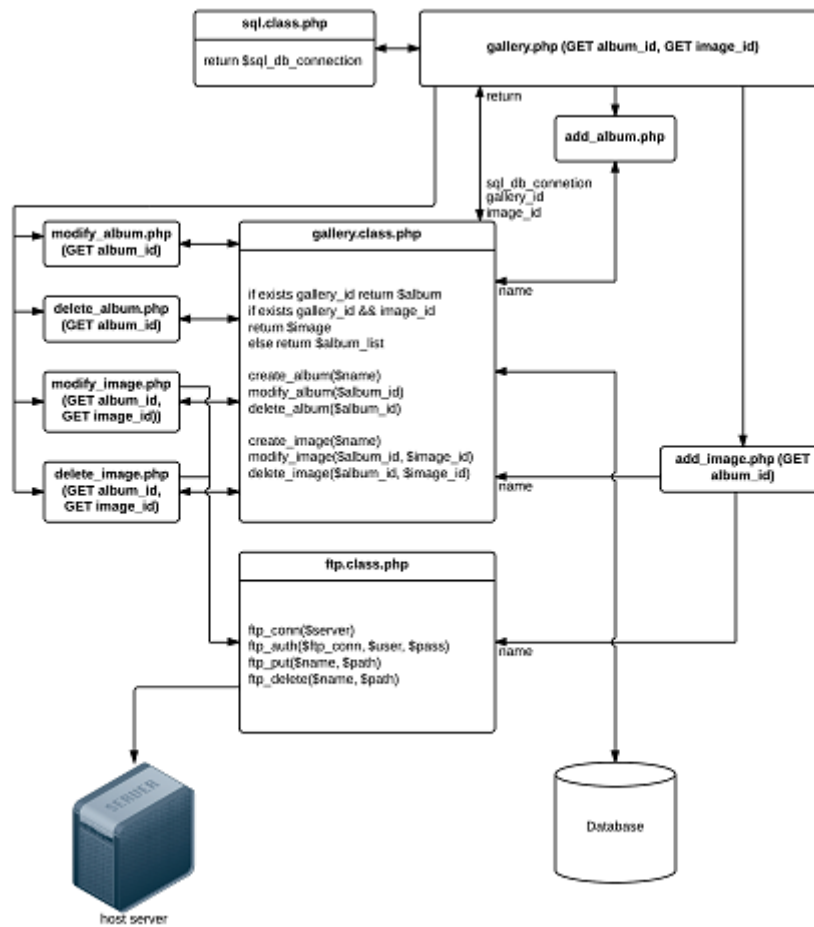 sql.class.php
return $sql_db_connection
gallery.php (GET album_id, GET image_id)
return
add_album.php
sql_db_connetion
gallery_id
image_id
modify_album.php
(GET album_id)
gallery.class.php
name
if exists gallery_id return $album
if exists gallery_id && image_id
return $image
else return $album_list
delete_album.php
(GET album_id)
modify_image.php
(GET album_id,
GET image_id))
create_album($name)
modify_album($album_id)
delete_album($album_id)
create_image($name)
modify_image($album_id, $image_id)
delete_image($album_id, $image_id)
delete_image.php
(GET album_id,
GET image_id)
add_image.php (GET
album_id)
name
ftp.class.php
ftp_conn($server)
ftp_auth($ftp_conn, $user, $pass)
ftp_put($name, $path)
ftp_delete($name, $path)
name
SERVER
host server
Database